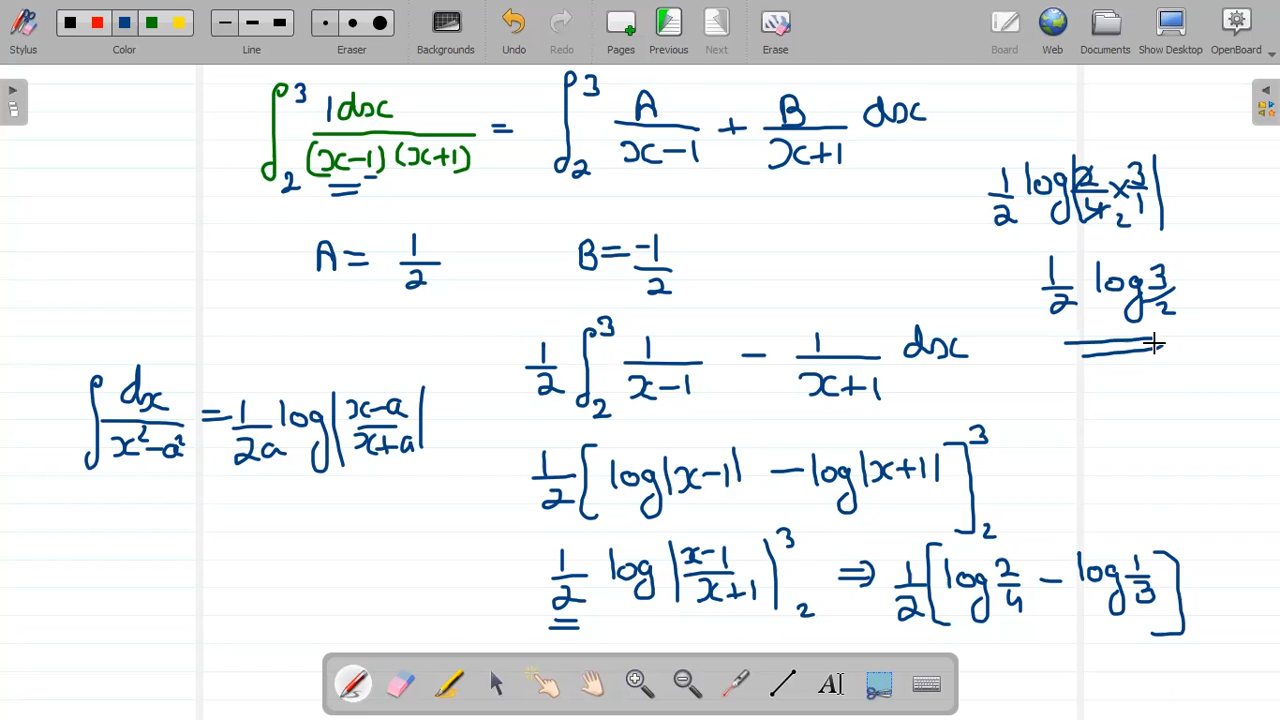 Stylus Color Line Eraser Backgrounds Undo Redo Pages Previous Next Erase Board Web Documents Show Desktop OpenBoard
∫₂³ 1dx/((x-1)(x+1)) = ∫₂³ A/(x-1) + B/(x+1) dx
1/2 log|2/4 2 × 3/1|
A = 1/2 B = -1/2
1/2 log 3/2
1/2 ∫₂³ 1/(x-1) - 1/(x+1) dx
∫ dx/(x²-a²) = 1/2a log|(x-a)/(x+a)|
1/2 [log|x-1| - log|x+1|]₂³
1/2 log|(x-1)/(x+1)|₂³ ⇒ 1/2 [log 2/4 - log 1/3]